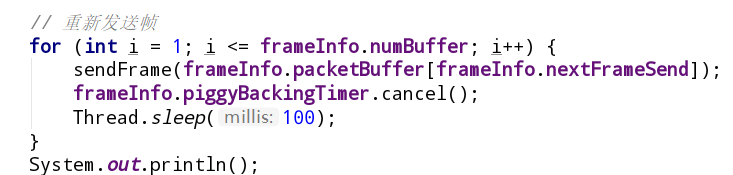 // 重新发送帧
for (int i = 1; i <= frameInfo.numBuffer; i++) {
    sendFrame(frameInfo.packetBuffer[frameInfo.nextFrameSend]);
    frameInfo.piggyBackingTimer.cancel();
    Thread.sleep( millis: 100);
}
System.out.println();